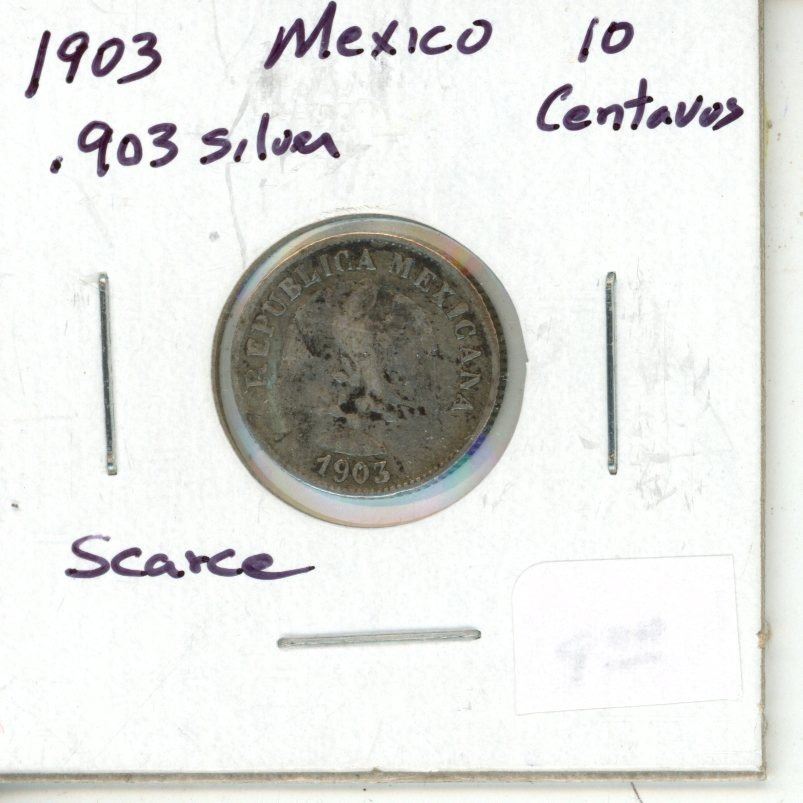 1903 Mexico 10
Centavos
.903 silver
REPUBLICA MEXICANA
1903
Scarce